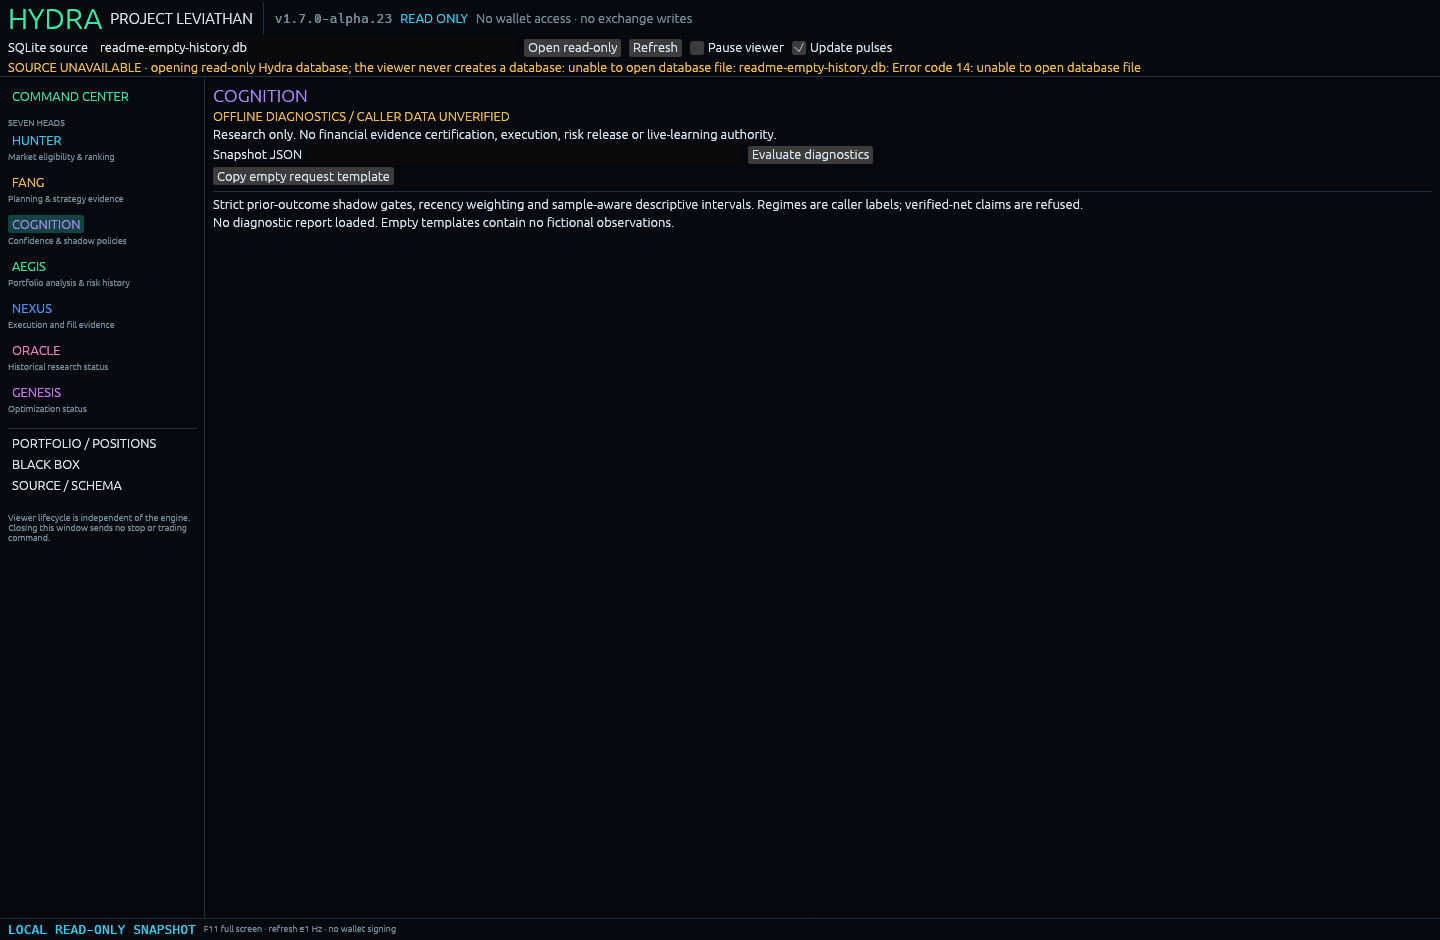 HYDRA PROJECT LEVIATHAN v1.7.0-alpha.23 READ ONLY No wallet access · no exchange writes
SQLite source readme-empty-history.db Open read-only Refresh Pause viewer Update pulses
SOURCE UNAVAILABLE · opening read-only Hydra database; the viewer never creates a database: unable to open database file: readme-empty-history.db: Error code 14: unable to open database file
COMMAND CENTER
SEVEN HEADS
HUNTER
Market eligibility & ranking
FANG
Planning & strategy evidence
COGNITION
Confidence & shadow policies
AEGIS
Portfolio analysis & risk history
NEXUS
Execution and fill evidence
ORACLE
Historical research status
GENESIS
Optimization status
PORTFOLIO / POSITIONS
BLACK BOX
SOURCE / SCHEMA
Viewer lifecycle is independent of the engine.
Closing this window sends no stop or trading
command.
COGNITION
OFFLINE DIAGNOSTICS / CALLER DATA UNVERIFIED
Research only. No financial evidence certification, execution, risk release or live-learning authority.
Snapshot JSON Evaluate diagnostics
Copy empty request template
Strict prior-outcome shadow gates, recency weighting and sample-aware descriptive intervals. Regimes are caller labels; verified-net claims are refused.
No diagnostic report loaded. Empty templates contain no fictional observations.
LOCAL READ-ONLY SNAPSHOT F11 full screen · refresh ≤1 Hz · no wallet signing